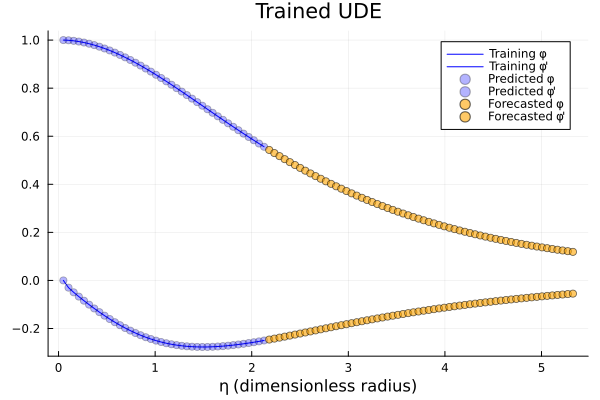 Trained UDE
1.0
0.8
0.6
0.4
0.2
0.0
−0.2
0
1
2
3
4
5
η (dimensionless radius)
Training φ
Training φ'
Predicted φ
Predicted φ'
Forecasted φ
Forecasted φ'